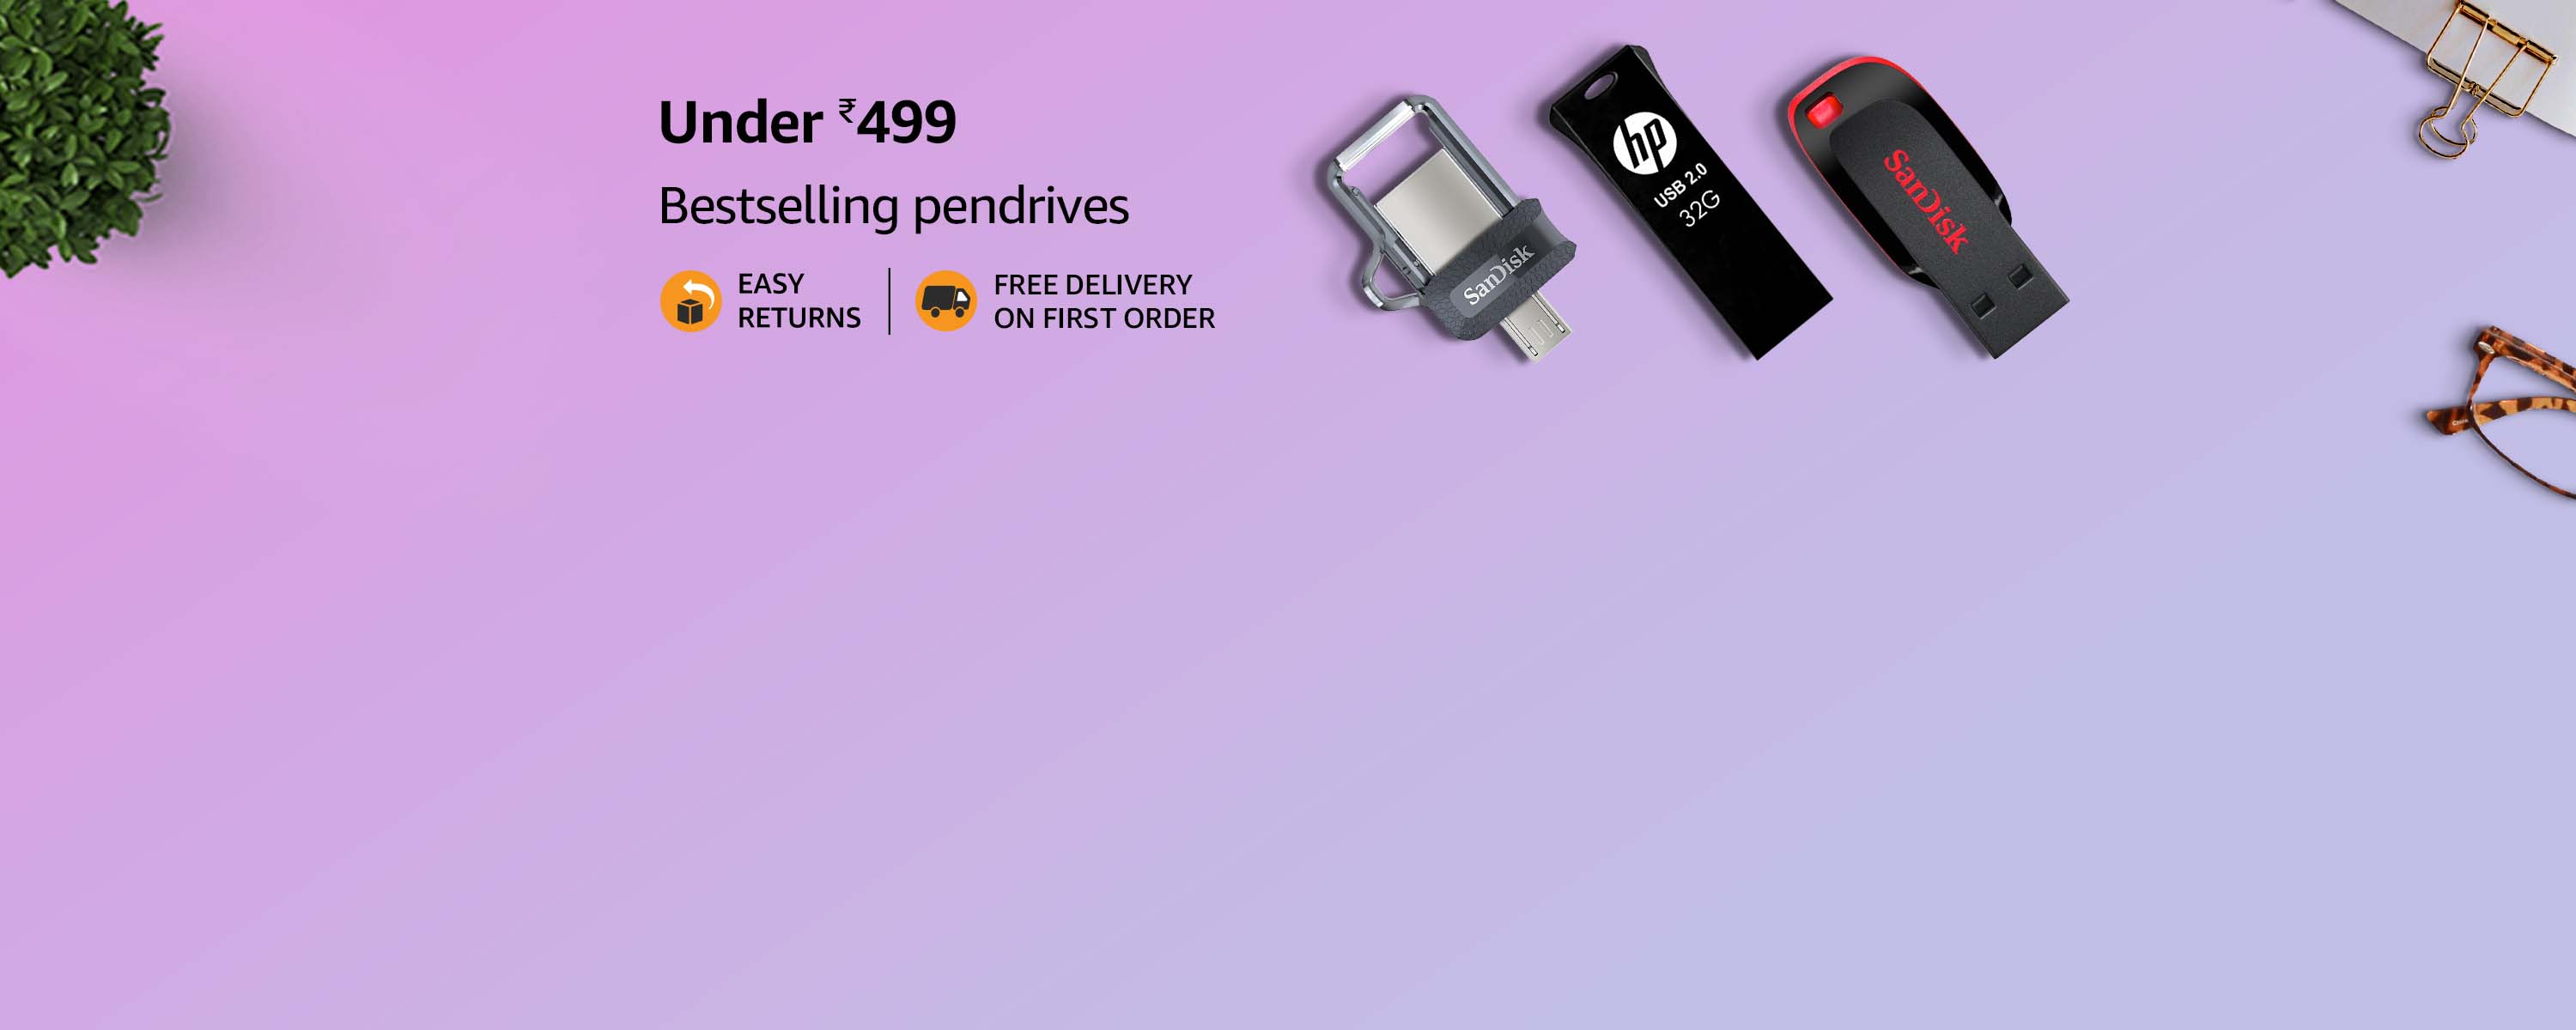 Under ₹499
Bestselling pendrives
EASY
RETURNS
FREE DELIVERY
ON FIRST ORDER
SanDisk
hp
USB 2.0
32G
SanDisk